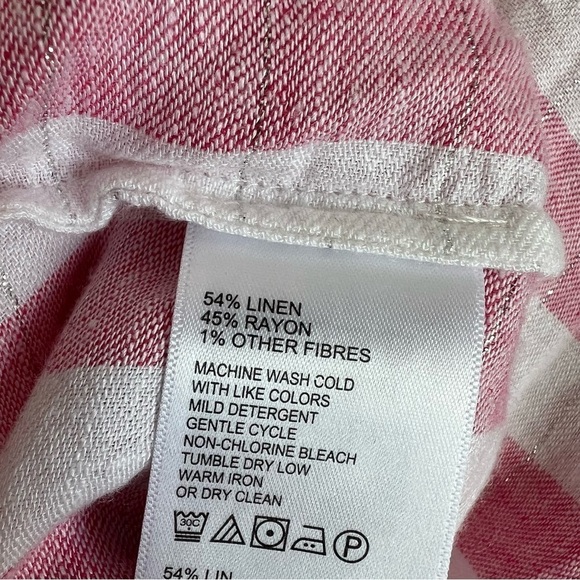 54% LINEN
45% RAYON
1% OTHER FIBRES
MACHINE WASH COLD
WITH LIKE COLORS
MILD DETERGENT
GENTLE CYCLE
NON-CHLORINE BLEACH
TUMBLE DRY LOW
WARM IRON
OR DRY CLEAN
30C P
54% LIN